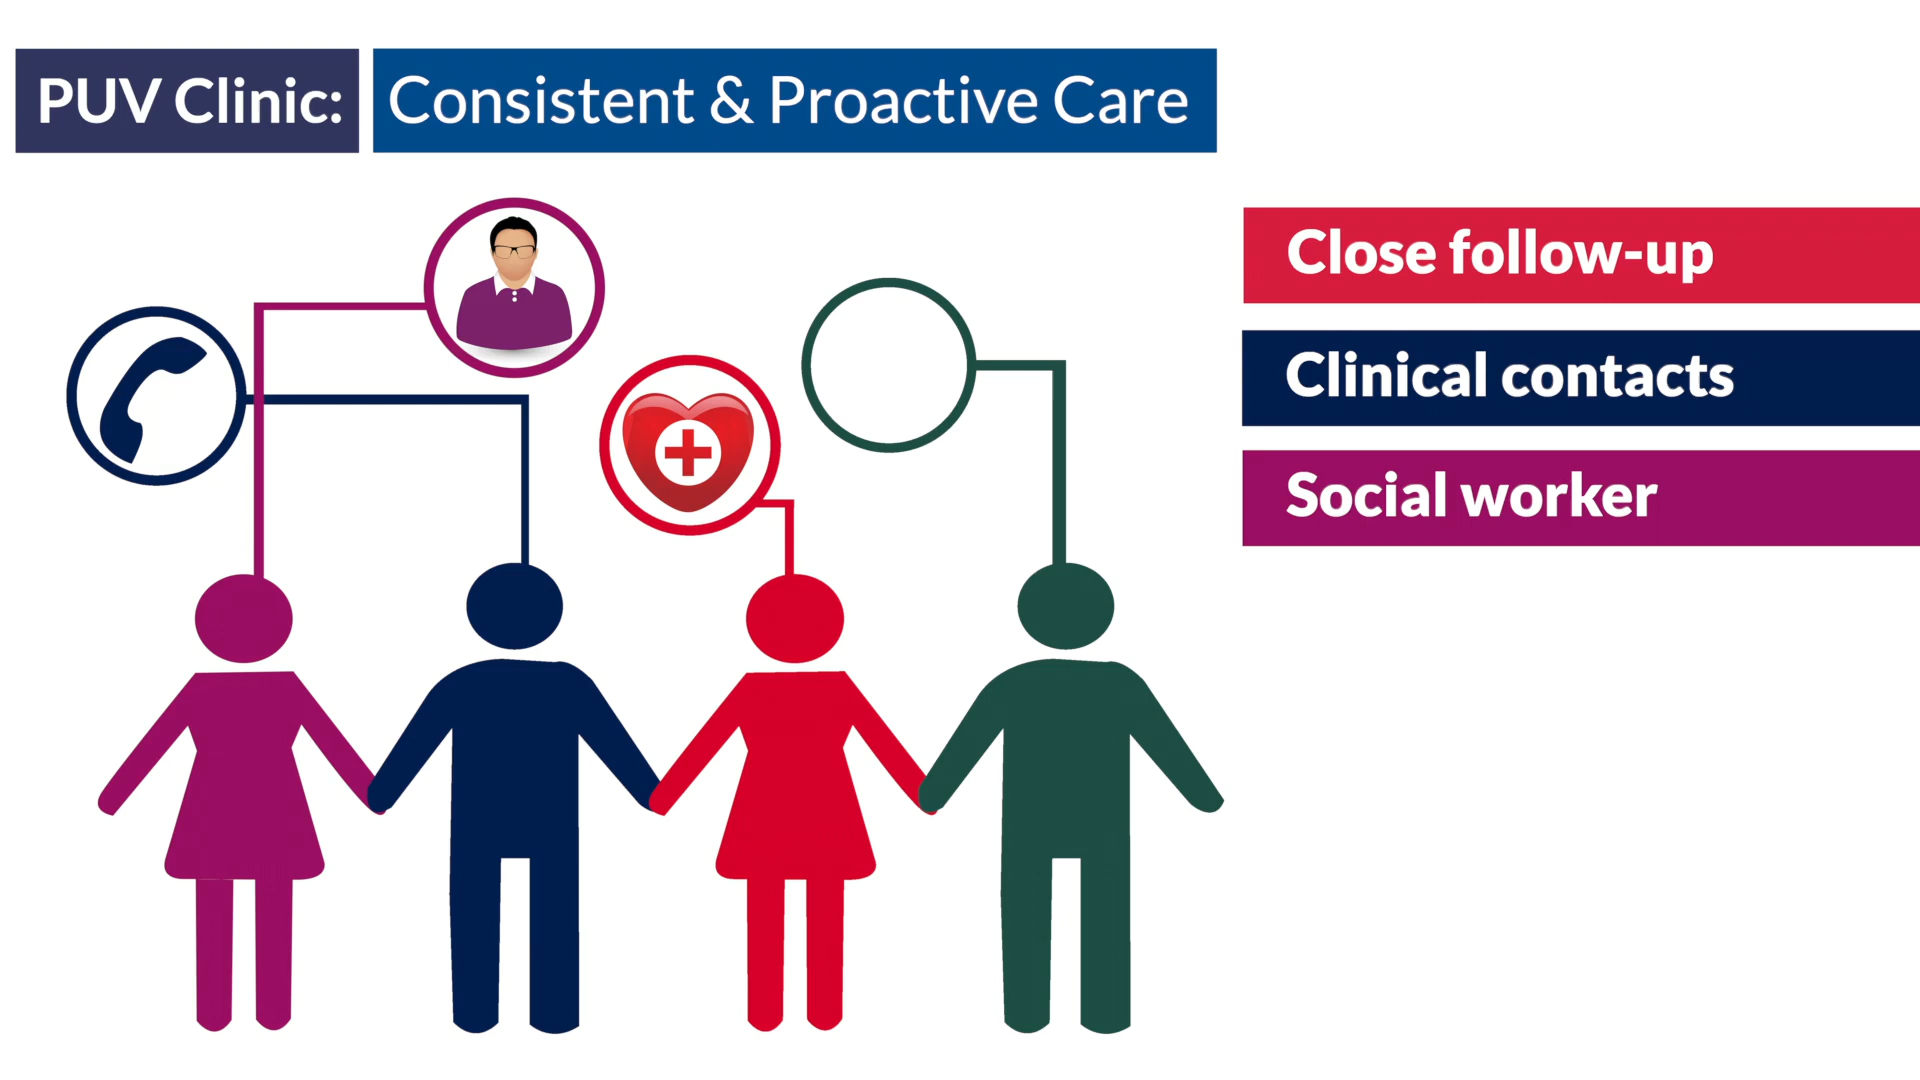 PUV Clinic: Consistent & Proactive Care
Close follow-up
Clinical contacts
Social worker